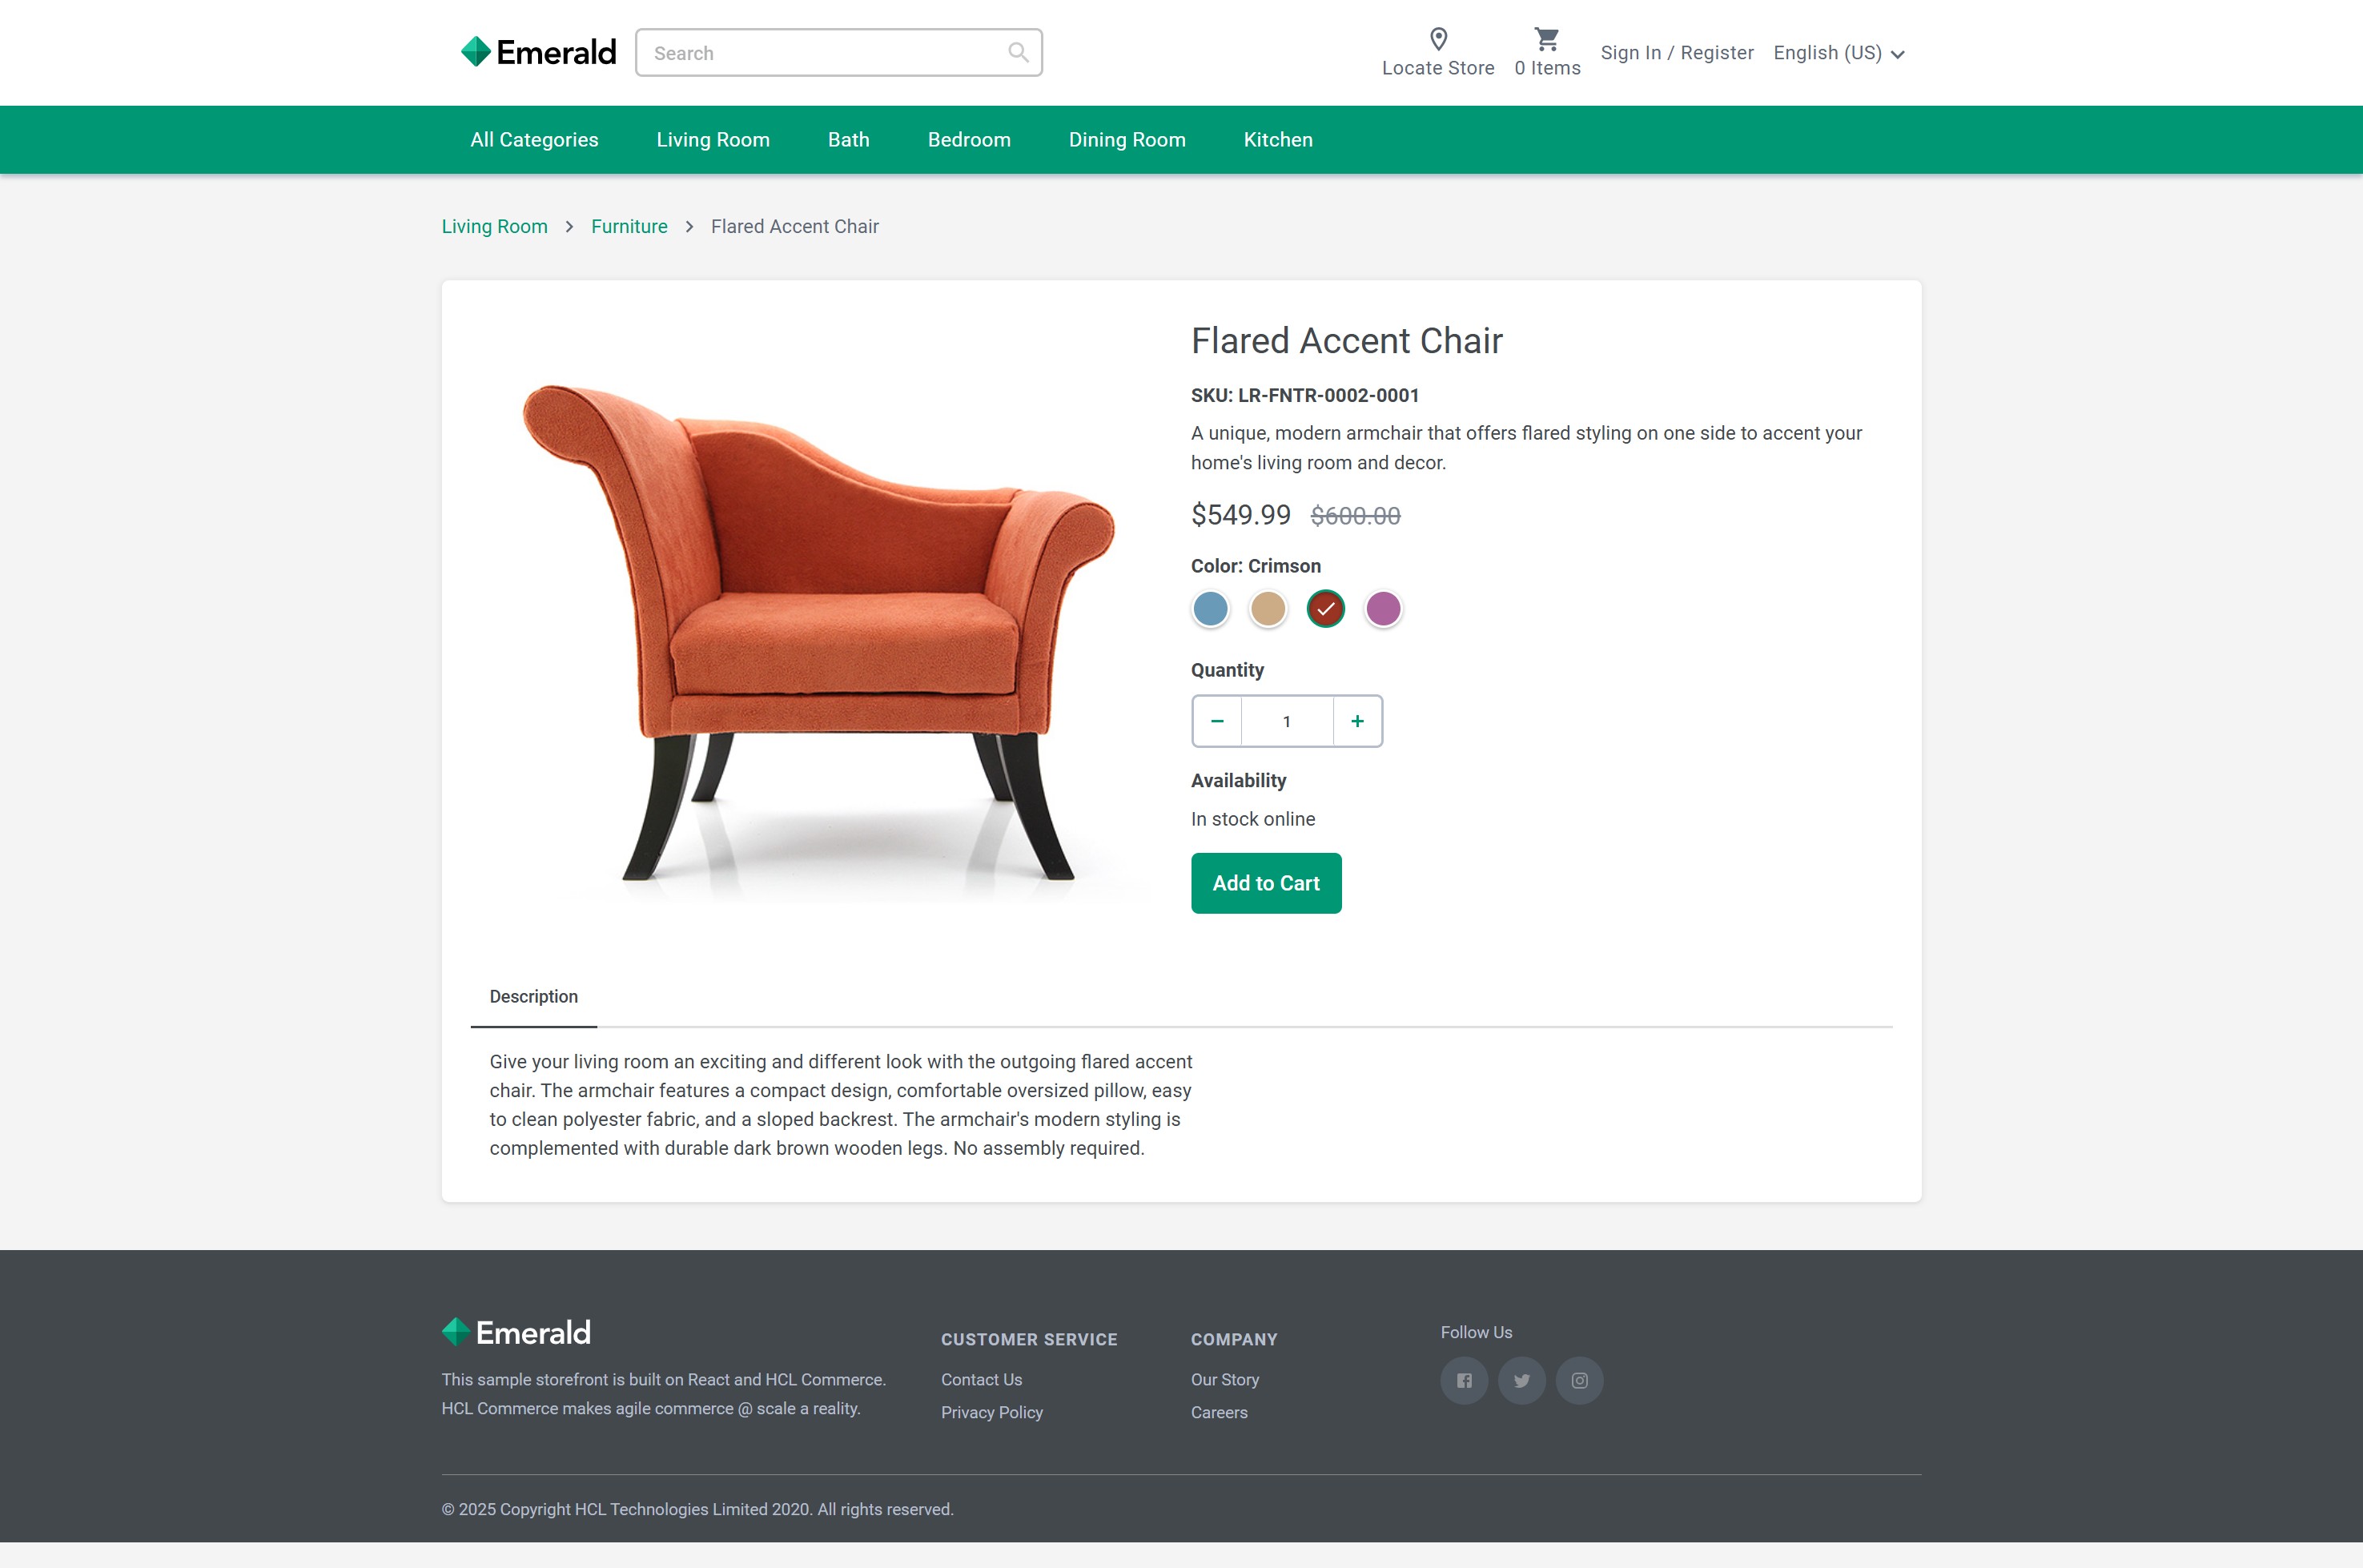 Emerald
Search
Locate Store
0 Items
Sign In / Register
English (US)
All Categories
Living Room
Bath
Bedroom
Dining Room
Kitchen
Living Room
Furniture
Flared Accent Chair
Flared Accent Chair
SKU: LR-FNTR-0002-0001
A unique, modern armchair that offers flared styling on one side to accent your
home's living room and decor.
$549.99 $600.00
Color: Crimson
Quantity
− 1 +
Availability
In stock online
Add to Cart
Description
Give your living room an exciting and different look with the outgoing flared accent
chair. The armchair features a compact design, comfortable oversized pillow, easy
to clean polyester fabric, and a sloped backrest. The armchair's modern styling is
complemented with durable dark brown wooden legs. No assembly required.
Emerald
This sample storefront is built on React and HCL Commerce.
HCL Commerce makes agile commerce @ scale a reality.
CUSTOMER SERVICE
Contact Us
Privacy Policy
COMPANY
Our Story
Careers
Follow Us
© 2025 Copyright HCL Technologies Limited 2020. All rights reserved.